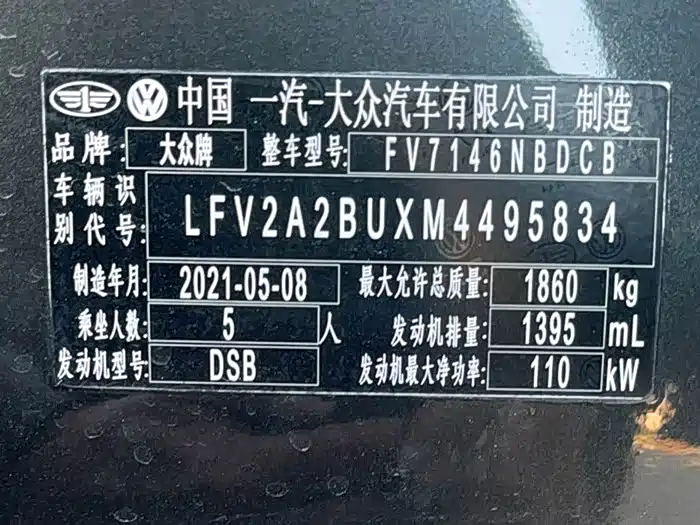 中国 一汽-大众汽车有限公司 制造
品牌: 大众牌 整车型号: FV7146NBDCB
车辆识别代号: LFV2A2BUXM4495834
制造年月: 2021-05-08 最大允许总质量: 1860 kg
乘坐人数: 5 人 发动机排量: 1395 mL
发动机型号: DSB 发动机最大净功率: 110 kW